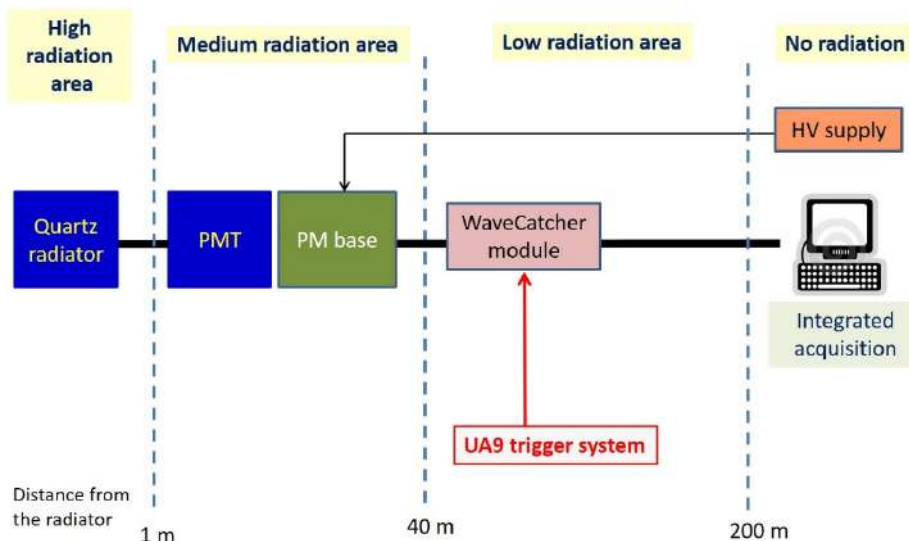 High
radiation
area
Medium radiation area
Low radiation area
No radiation
HV supply
Quartz
radiator
PMT
PM base
WaveCatcher
module
Integrated
acquisition
UA9 trigger system
Distance from
the radiator
1 m
40 m
200 m